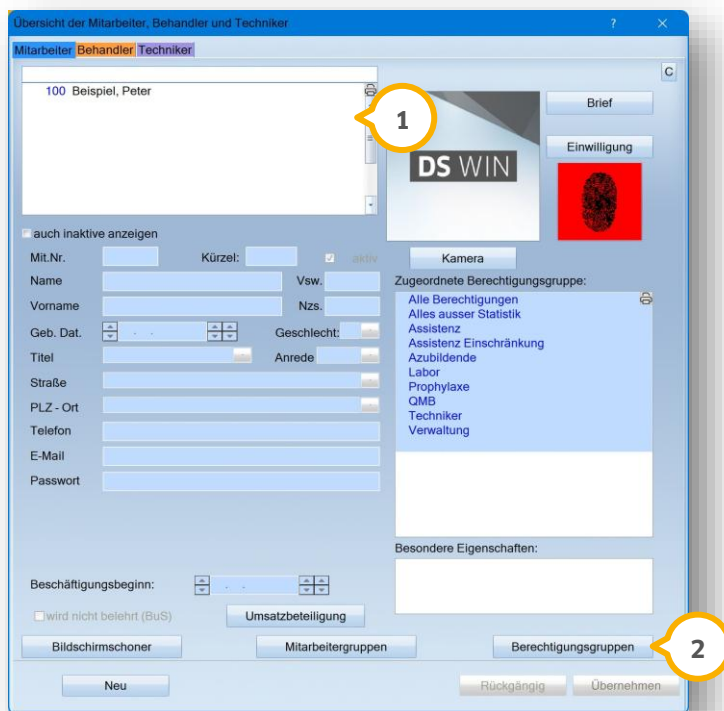 Übersicht der Mitarbeiter, Behandler und Techniker
?
Mitarbeiter Behandler Techniker
C
100 Beispiel, Peter
1
Brief
Einwilligung
DS WIN
auch inaktive anzeigen
Mit.Nr. Kürzel: aktiv
Kamera
Name Vsw.
Zugeordnete Berechtigungsgruppe:
Vorname Nzs.
Alle Berechtigungen
Alles ausser Statistik
Assistenz
Assistenz Einschränkung
Azubildende
Labor
Prophylaxe
QMB
Techniker
Verwaltung
Geb. Dat. Geschlecht:
Titel Anrede
Straße
PLZ - Ort
Telefon
E-Mail
Passwort
Besondere Eigenschaften:
Beschäftigungsbeginn:
wird nicht belehrt (BuS) Umsatzbeteiligung
Bildschirmschoner Mitarbeitergruppen Berechtigungsgruppen
2
Neu Rückgängig Übernehmen